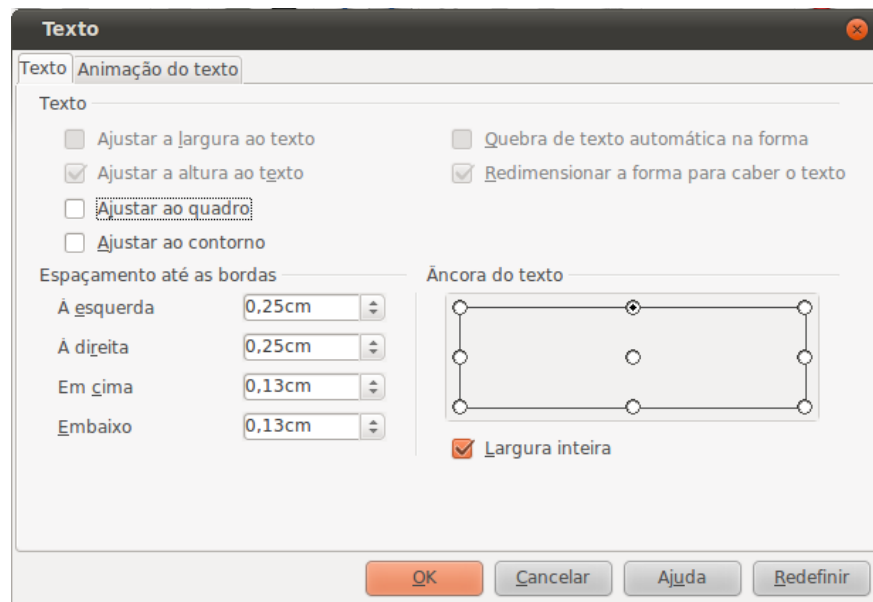 Texto
Texto Animação do texto
Texto
Ajustar a largura ao texto
Quebra de texto automática na forma
Ajustar a altura ao texto
Redimensionar a forma para caber o texto
Ajustar ao quadro
Ajustar ao contorno
Espaçamento até as bordas
Âncora do texto
À esquerda 0,25cm
À direita 0,25cm
Em cima 0,13cm
Embaixo 0,13cm
Largura inteira
OK Cancelar Ajuda Redefinir